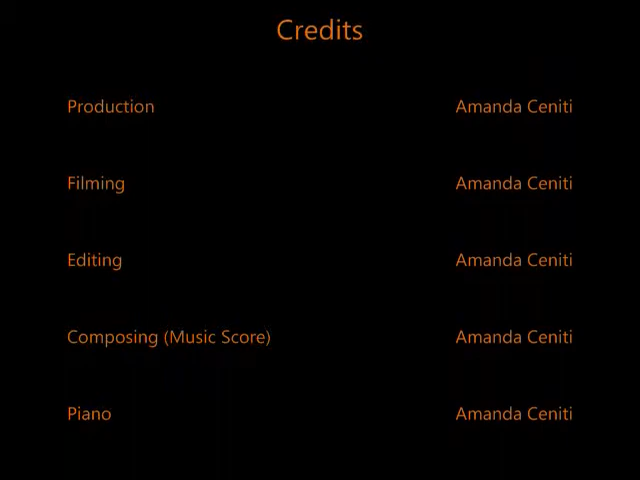 Credits
Production Amanda Ceniti
Filming Amanda Ceniti
Editing Amanda Ceniti
Composing (Music Score) Amanda Ceniti
Piano Amanda Ceniti